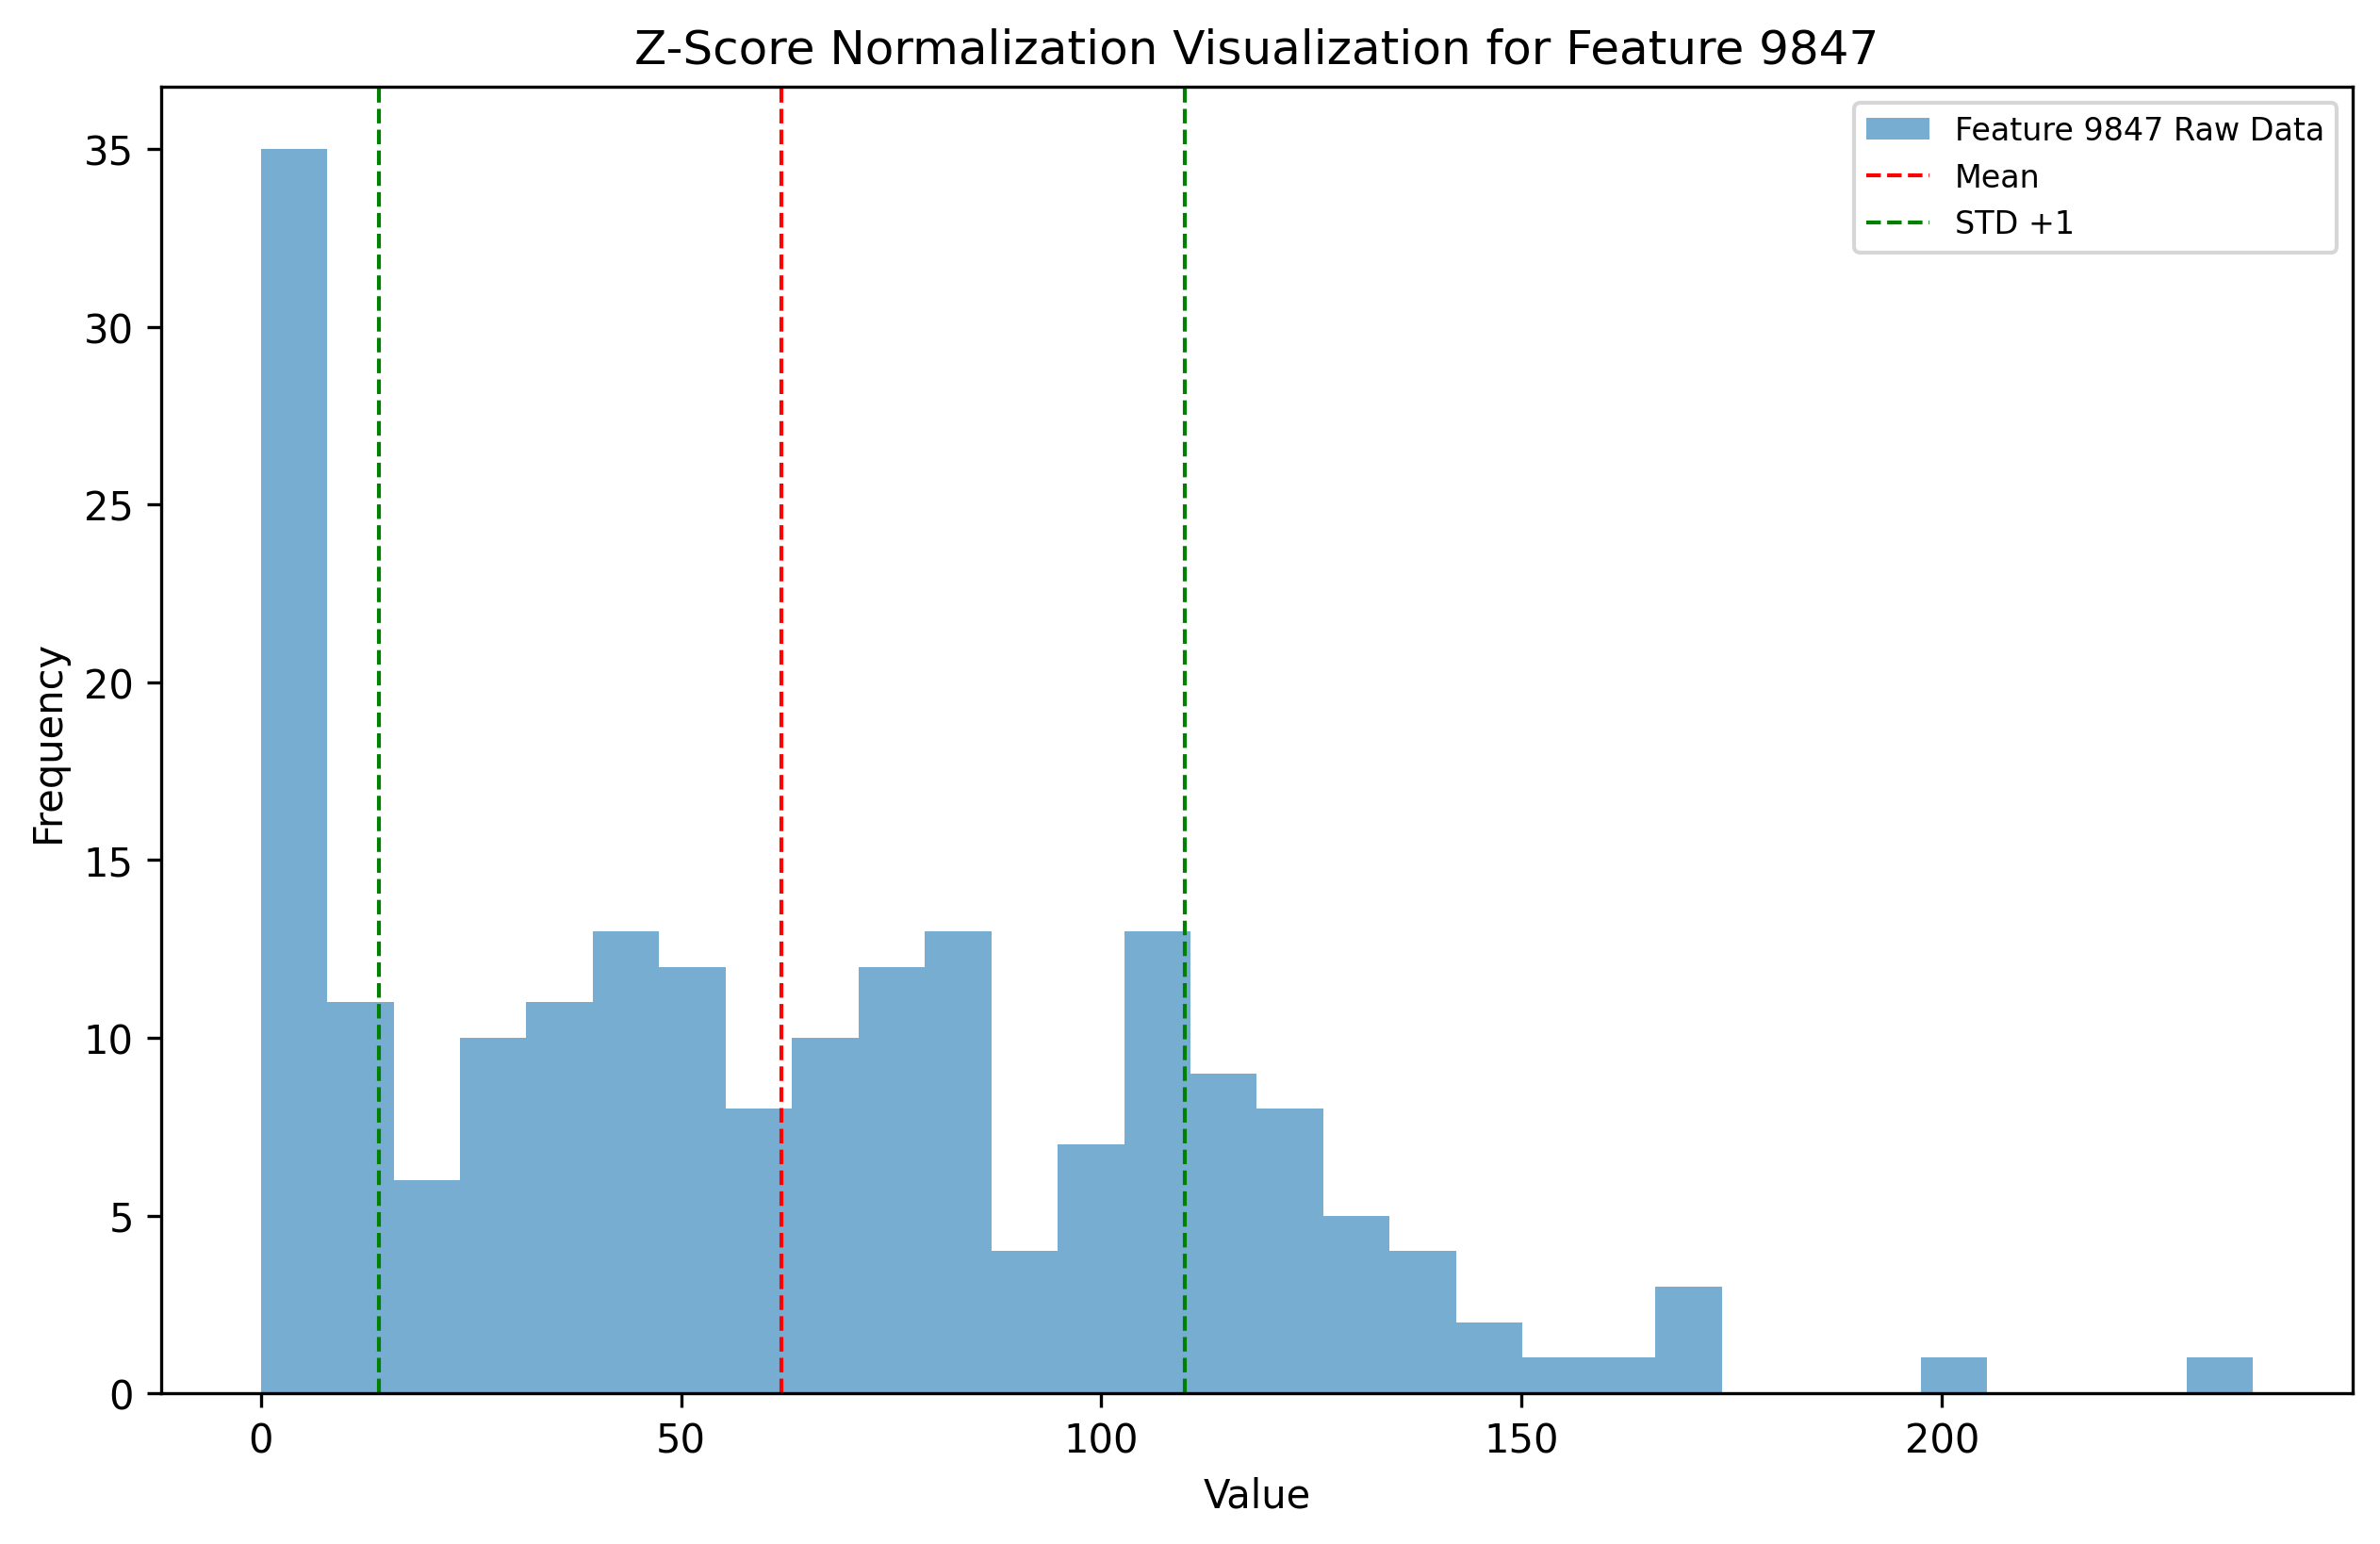 Z-Score Normalization Visualization for Feature 9847
Feature 9847 Raw Data
Mean
STD +1
35
30
25
20
15
10
5
0
Frequency
0 50 100 150 200
Value